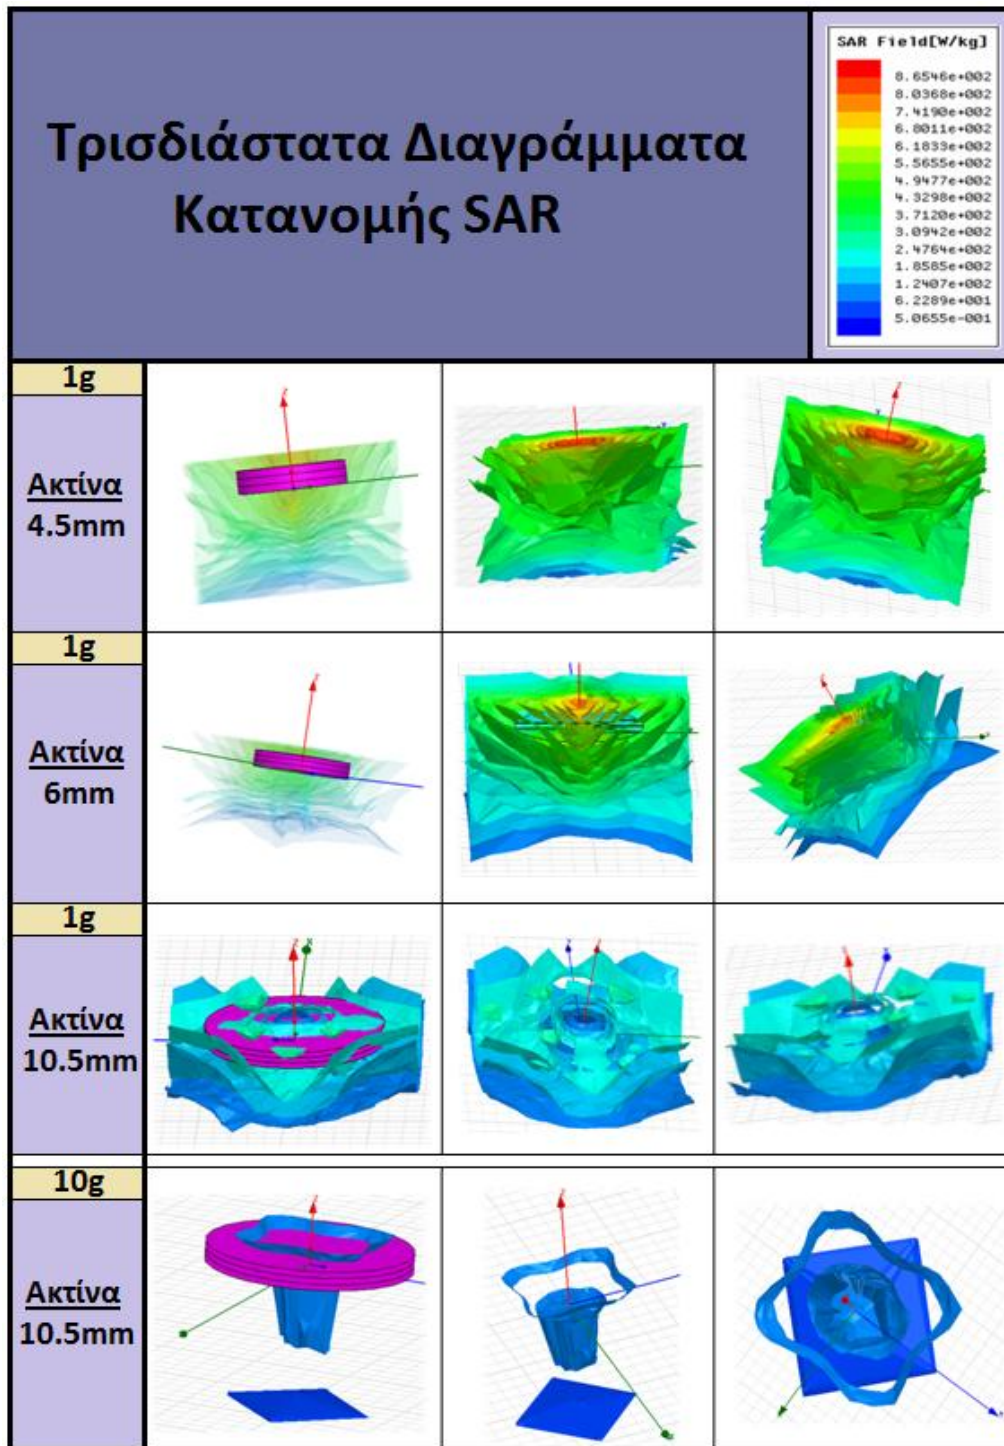 Τρισδιάστατα Διαγράμματα
Κατανομής SAR
SAR Field[W/kg]
8.6546e+002
8.0368e+002
7.4190e+002
6.8011e+002
6.1833e+002
5.5655e+002
4.9477e+002
4.3298e+002
3.7120e+002
3.0942e+002
2.4764e+002
1.8585e+002
1.2407e+002
6.2289e+001
5.0655e-001
1g
Ακτίνα
4.5mm
1g
Ακτίνα
6mm
1g
Ακτίνα
10.5mm
10g
Ακτίνα
10.5mm